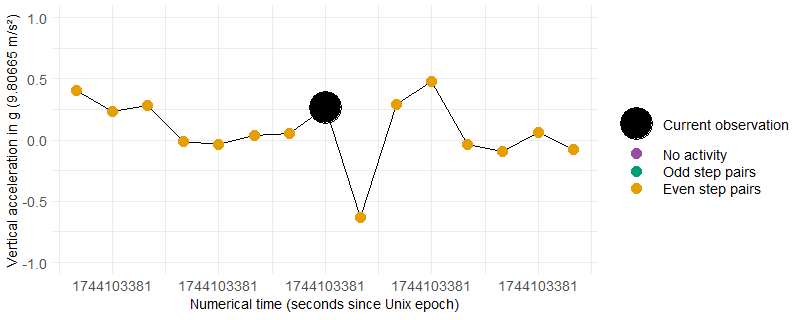 Vertical acceleration in g (9.80665 m/s²)
1.0
0.5
0.0
-0.5
-1.0
1744103381 1744103381 1744103381 1744103381 1744103381
Numerical time (seconds since Unix epoch)
Current observation
No activity
Odd step pairs
Even step pairs